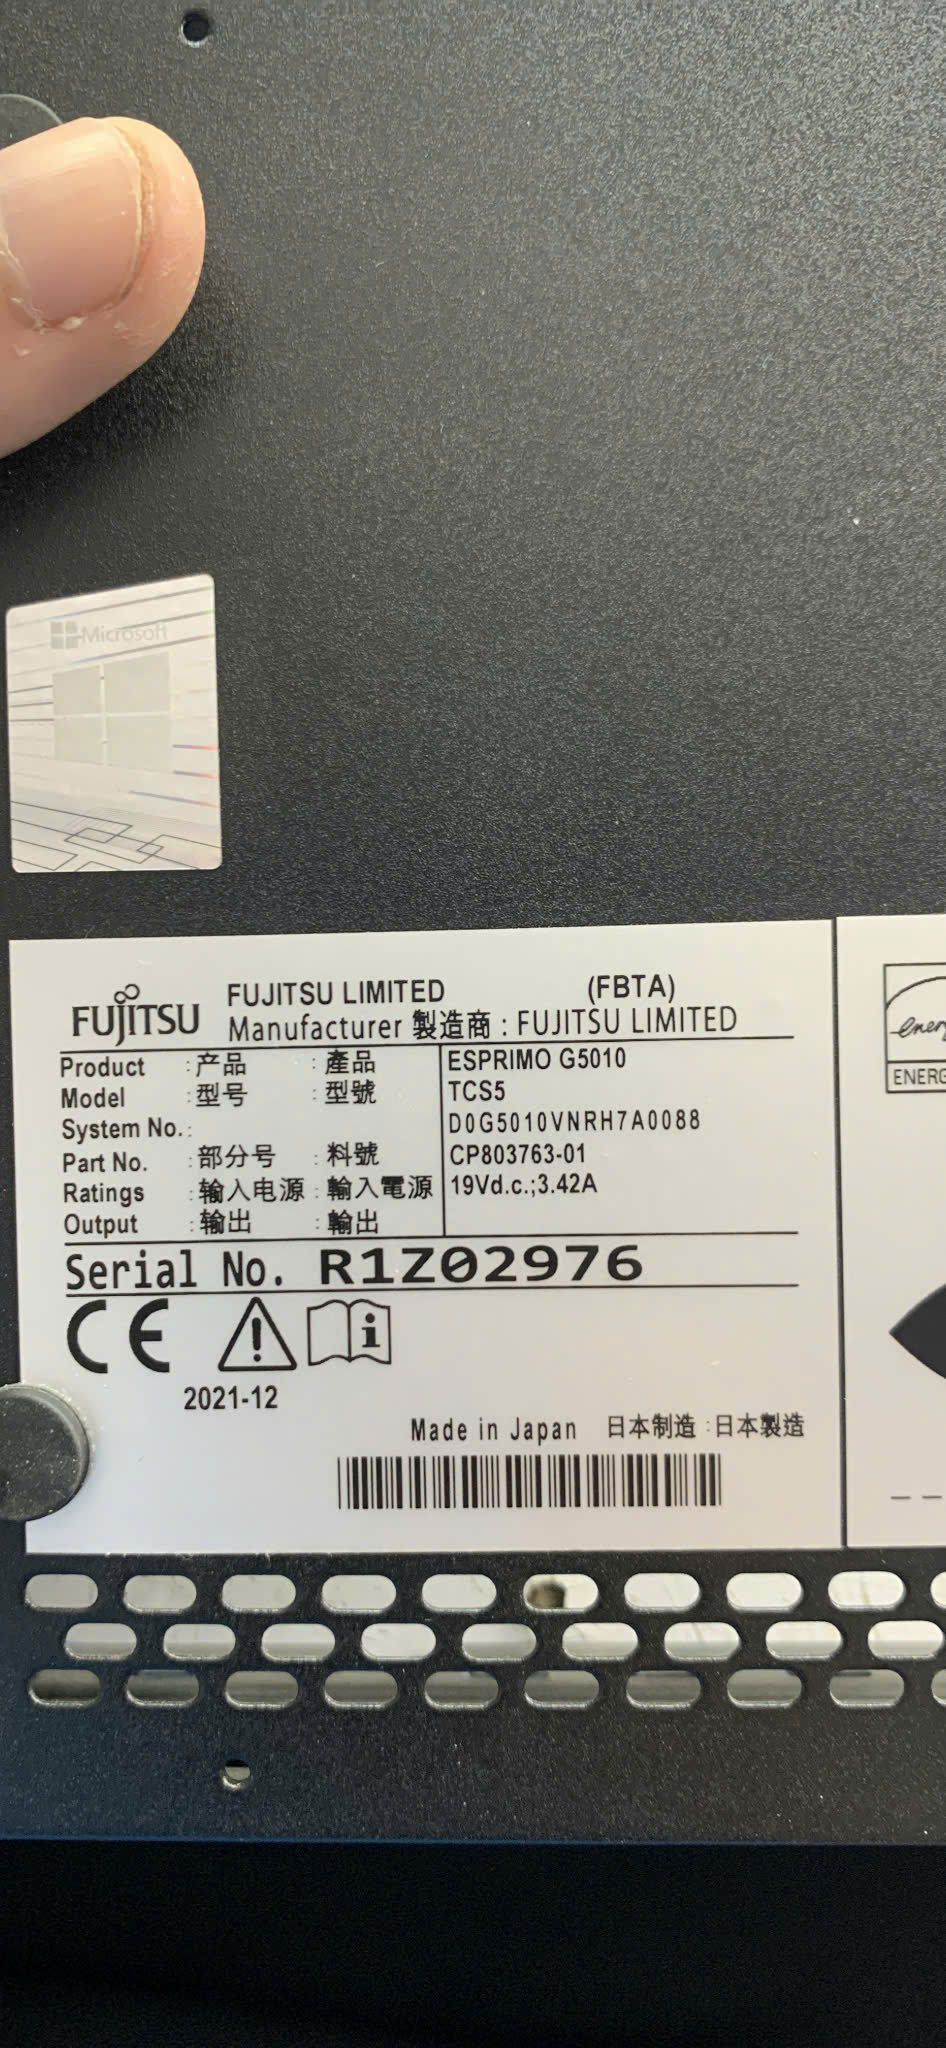 Microsoft
FUJITSU
FUJITSU LIMITED (FBTA)
Manufacturer 製造商 : FUJITSU LIMITED
Product : 产品 : 產品 ESPRIMO G5010
Model : 型号 : 型號 TCS5
System No. : D0G5010VNRH7A0088
Part No. : 部分号 : 料號 CP803763-01
Ratings : 输入电源 : 輸入電源 19Vd.c.;3.42A
Output : 输出 : 輸出
Serial No. R1Z02976
CE
2021-12
Made in Japan 日本制造 : 日本製造